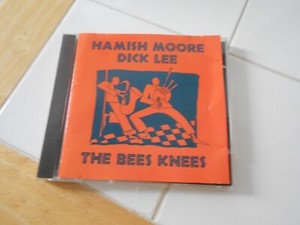 HAMISH MOORE
DICK LEE
THE BEES KNEES